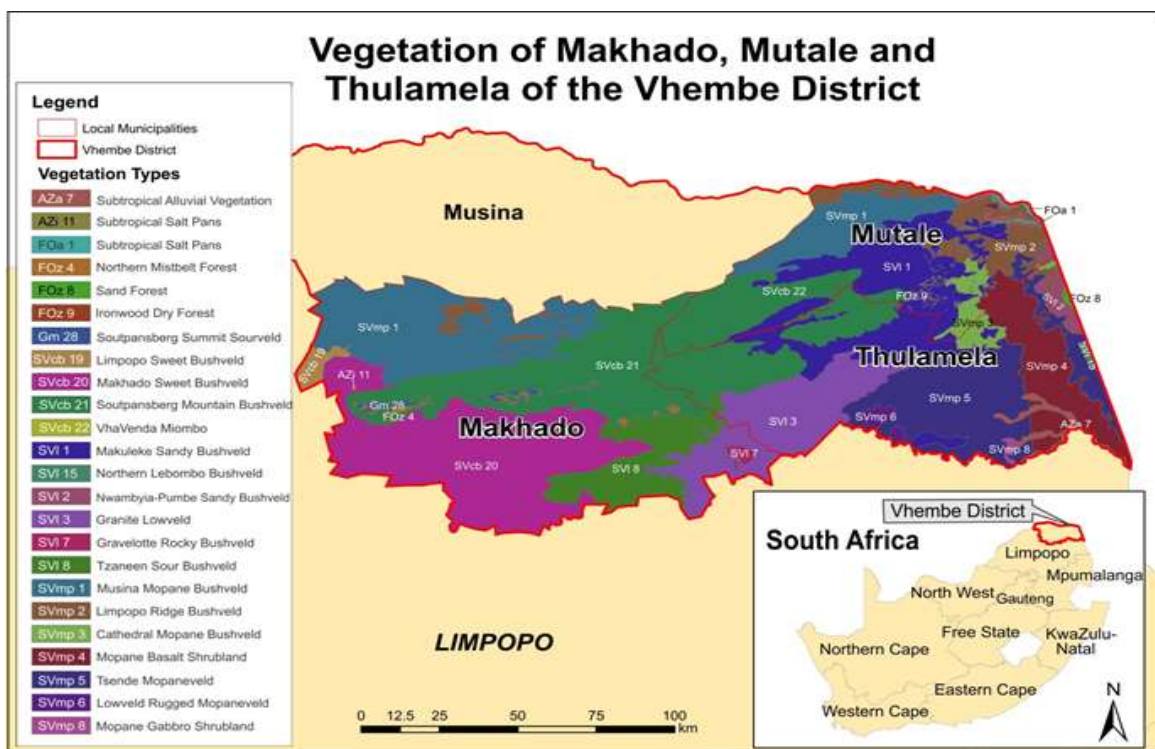 Vegetation of Makhado, Mutale and
Thulamela of the Vhembe District
Legend
Local Municipalities
Vhembe District
Vegetation Types
AZa 7 Subtropical Alluvial Vegetation
AZi 11 Subtropical Salt Pans
FOa 1 Subtropical Salt Pans
FOz 4 Northern Mistbelt Forest
FOz 8 Sand Forest
FOz 9 Ironwood Dry Forest
Gm 28 Soutpansberg Summit Sourveld
SVcb 19 Limpopo Sweet Bushveld
SVcb 20 Makhado Sweet Bushveld
SVcb 21 Soutpansberg Mountain Bushveld
SVcb 22 VhaVenda Miombo
SVl 1 Makuleke Sandy Bushveld
SVl 15 Northern Lebombo Bushveld
SVl 2 Nwambyia-Pumbe Sandy Bushveld
SVl 3 Granite Lowveld
SVl 7 Gravelotte Rocky Bushveld
SVl 8 Tzaneen Sour Bushveld
SVmp 1 Musina Mopane Bushveld
SVmp 2 Limpopo Ridge Bushveld
SVmp 3 Cathedral Mopane Bushveld
SVmp 4 Mopane Basalt Shrubland
SVmp 5 Tsende Mopaneveld
SVmp 6 Lowveld Rugged Mopaneveld
SVmp 8 Mopane Gabbro Shrubland
Musina
SVmp 1
Mutale
FOa 1
SVmp 2
SVl 1
SVcb 22
FOz 9
SVl 2
FOz 8
SVmp 1
SVmp 3
SVcb 19
Thulamela
SVl 15
AZi 11
SVcb 21
SVmp 4
Gm 28
FOz 4
Makhado
SVmp 5
SVl 3
SVmp 6
AZa 7
SVl 7
SVmp 8
SVcb 20
SVl 8
LIMPOPO
0 12.5 25 50 75 100
km
Vhembe District
South Africa
Limpopo
Mpumalanga
North West
Gauteng
Free State
KwaZulu-
Natal
Northern Cape
Eastern Cape
Western Cape
N